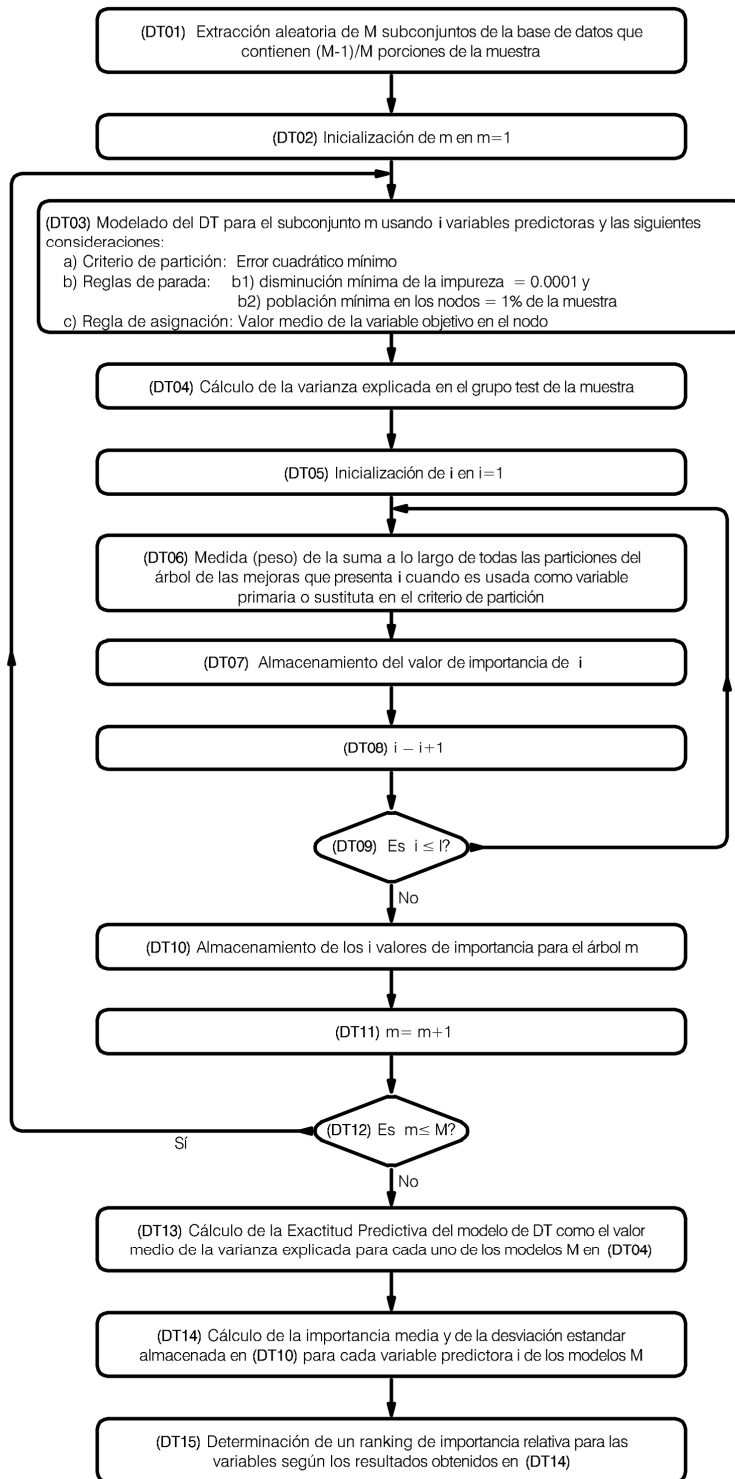 (DT01) Extracción aleatoria de M subconjuntos de la base de datos que
contienen (M-1)/M porciones de la muestra
(DT02) Inicialización de m en m=1
(DT03) Modelado del DT para el subconjunto m usando i variables predictoras y las siguientes
consideraciones:
a) Criterio de partición: Error cuadrático mínimo
b) Reglas de parada: b1) disminución mínima de la impureza = 0.0001 y
b2) población mínima en los nodos = 1% de la muestra
c) Regla de asignación: Valor medio de la variable objetivo en el nodo
(DT04) Cálculo de la varianza explicada en el grupo test de la muestra
(DT05) Inicialización de i en i=1
(DT06) Medida (peso) de la suma a lo largo de todas las particiones del
árbol de las mejoras que presenta i cuando es usada como variable
primaria o sustituta en el criterio de partición
(DT07) Almacenamiento del valor de importancia de i
(DT08) i – i+1
(DT09) Es i ≤ I?
No
(DT10) Almacenamiento de los i valores de importancia para el árbol m
(DT11) m= m+1
(DT12) Es m≤ M?
Sí
No
(DT13) Cálculo de la Exactitud Predictiva del modelo de DT como el valor
medio de la varianza explicada para cada uno de los modelos M en (DT04)
(DT14) Cálculo de la importancia media y de la desviación estandar
almacenada en (DT10) para cada variable predictora i de los modelos M
(DT15) Determinación de un ranking de importancia relativa para las
variables según los resultados obtenidos en (DT14)